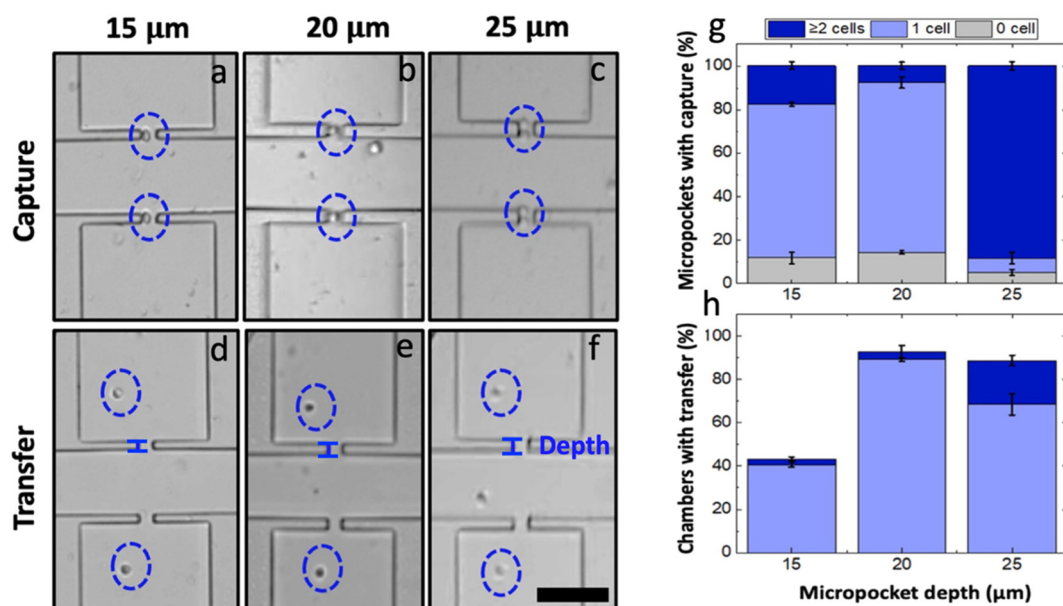 15 µm 20 µm 25 µm
Capture
a b c
Transfer
d e f
Depth
g
≥2 cells 1 cell 0 cell
Micropockets with capture (%)
100
80
60
40
20
0
15 20 25
h
Chambers with transfer (%)
100
80
60
40
20
0
15 20 25
Micropocket depth (µm)